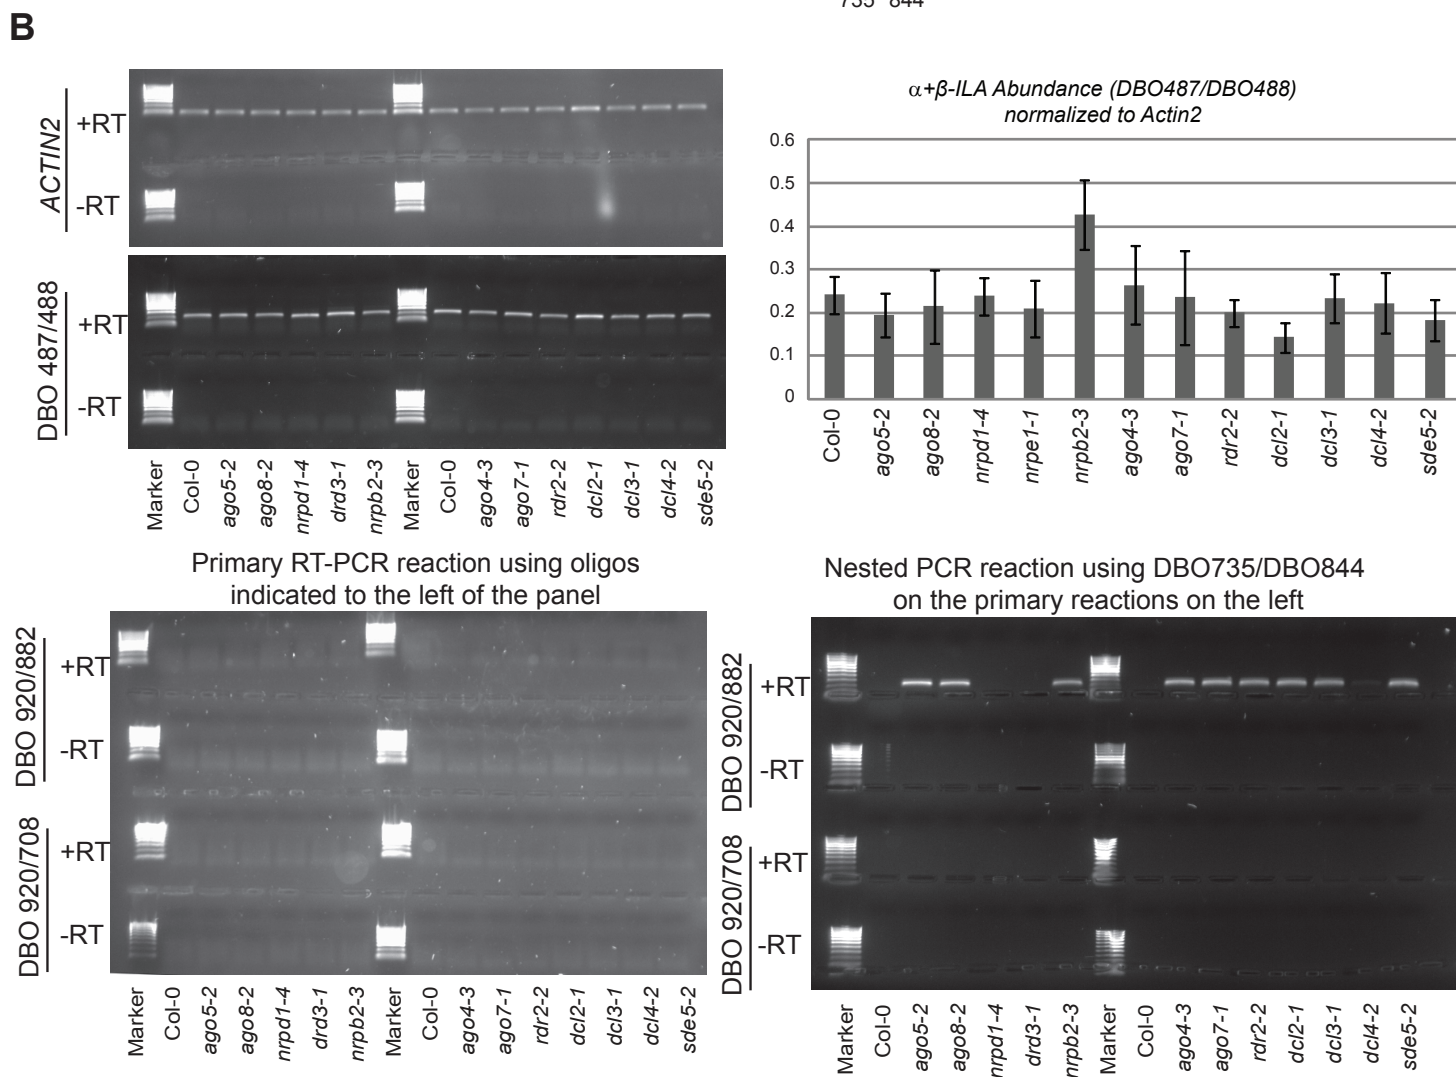 735 844
B
ACTIN2
+RT
-RT
DBO 487/488
+RT
-RT
Marker
Col-0
ago5-2
ago8-2
nrpd1-4
drd3-1
nrpb2-3
Marker
Col-0
ago4-3
ago7-1
rdr2-2
dcl2-1
dcl3-1
dcl4-2
sde5-2
α+β-ILA Abundance (DBO487/DBO488)
normalized to Actin2
0.6
0.5
0.4
0.3
0.2
0.1
0
Col-0
ago5-2
ago8-2
nrpd1-4
nrpe1-1
nrpb2-3
ago4-3
ago7-1
rdr2-2
dcl2-1
dcl3-1
dcl4-2
sde5-2
Primary RT-PCR reaction using oligos
indicated to the left of the panel
DBO 920/882
+RT
-RT
DBO 920/708
+RT
-RT
Marker
Col-0
ago5-2
ago8-2
nrpd1-4
drd3-1
nrpb2-3
Marker
Col-0
ago4-3
ago7-1
rdr2-2
dcl2-1
dcl3-1
dcl4-2
sde5-2
Nested PCR reaction using DBO735/DBO844
on the primary reactions on the left
DBO 920/882
+RT
-RT
DBO 920/708
+RT
-RT
Marker
Col-0
ago5-2
ago8-2
nrpd1-4
drd3-1
nrpb2-3
Marker
Col-0
ago4-3
ago7-1
rdr2-2
dcl2-1
dcl3-1
dcl4-2
sde5-2